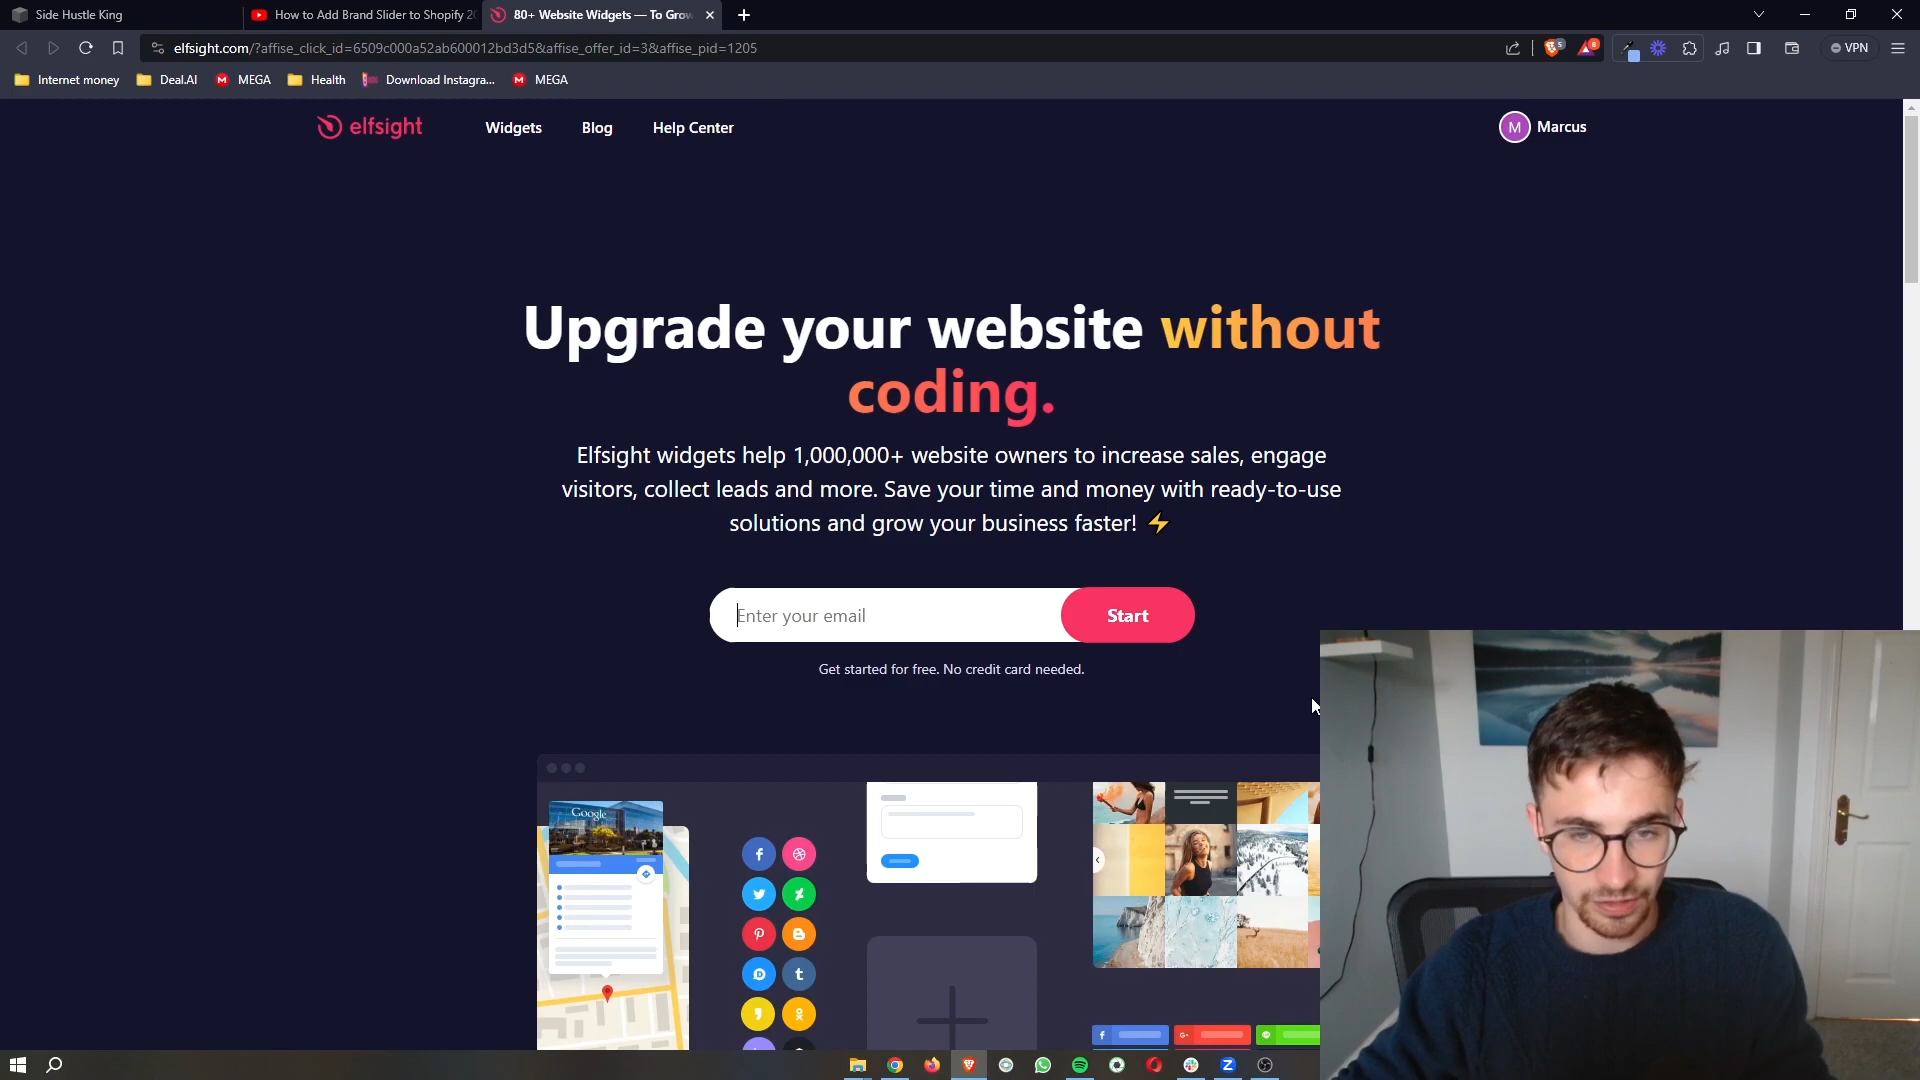 Side Hustle King
How to Add Brand Slider to Shopify 20
80+ Website Widgets — To Grow
elfsight.com/?affise_click_id=6509c000a52ab600012bd3d5&affise_offer_id=3&affise_pid=1205
VPN
Internet money
Deal.AI
MEGA
Health
Download Instagra...
MEGA
elfsight
Widgets
Blog
Help Center
M
Marcus
Upgrade your website without
coding.
Elfsight widgets help 1,000,000+ website owners to increase sales, engage
visitors, collect leads and more. Save your time and money with ready-to-use
solutions and grow your business faster! ⚡
Enter your email
Start
Get started for free. No credit card needed.
Google